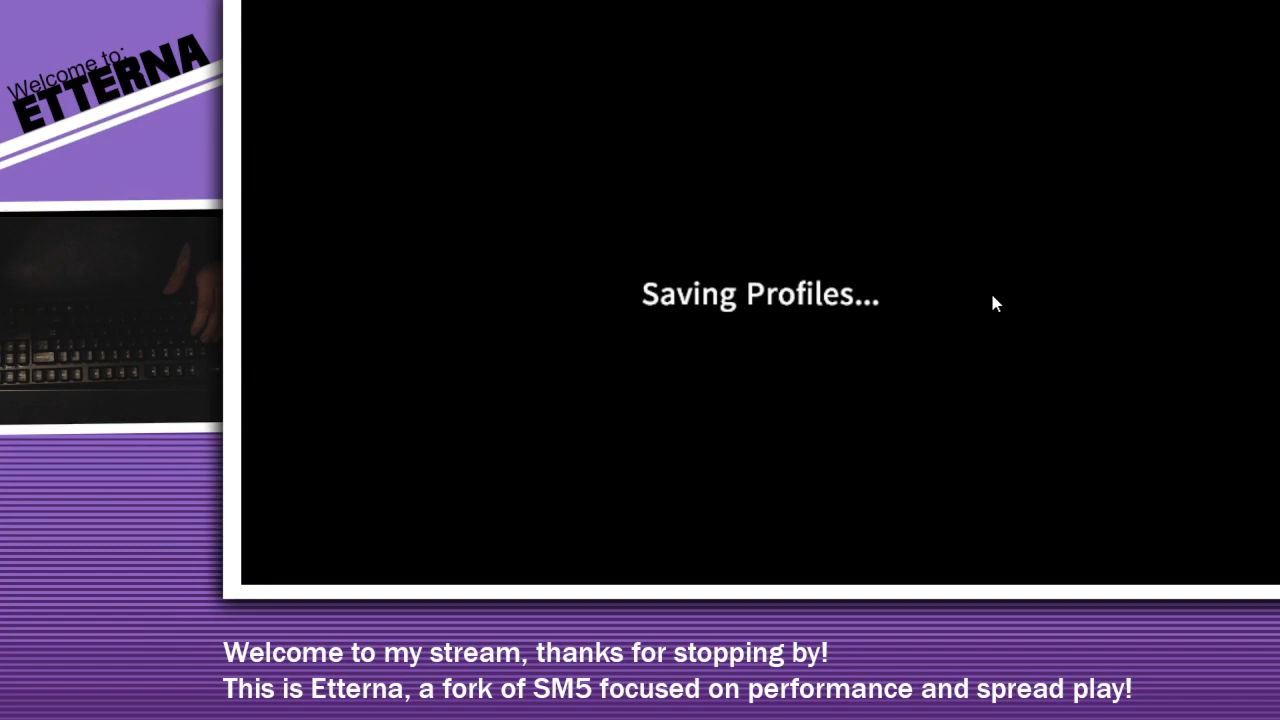 Welcome to:
ETTERNA
Saving Profiles...
Welcome to my stream, thanks for stopping by!
This is Etterna, a fork of SM5 focused on performance and spread play!